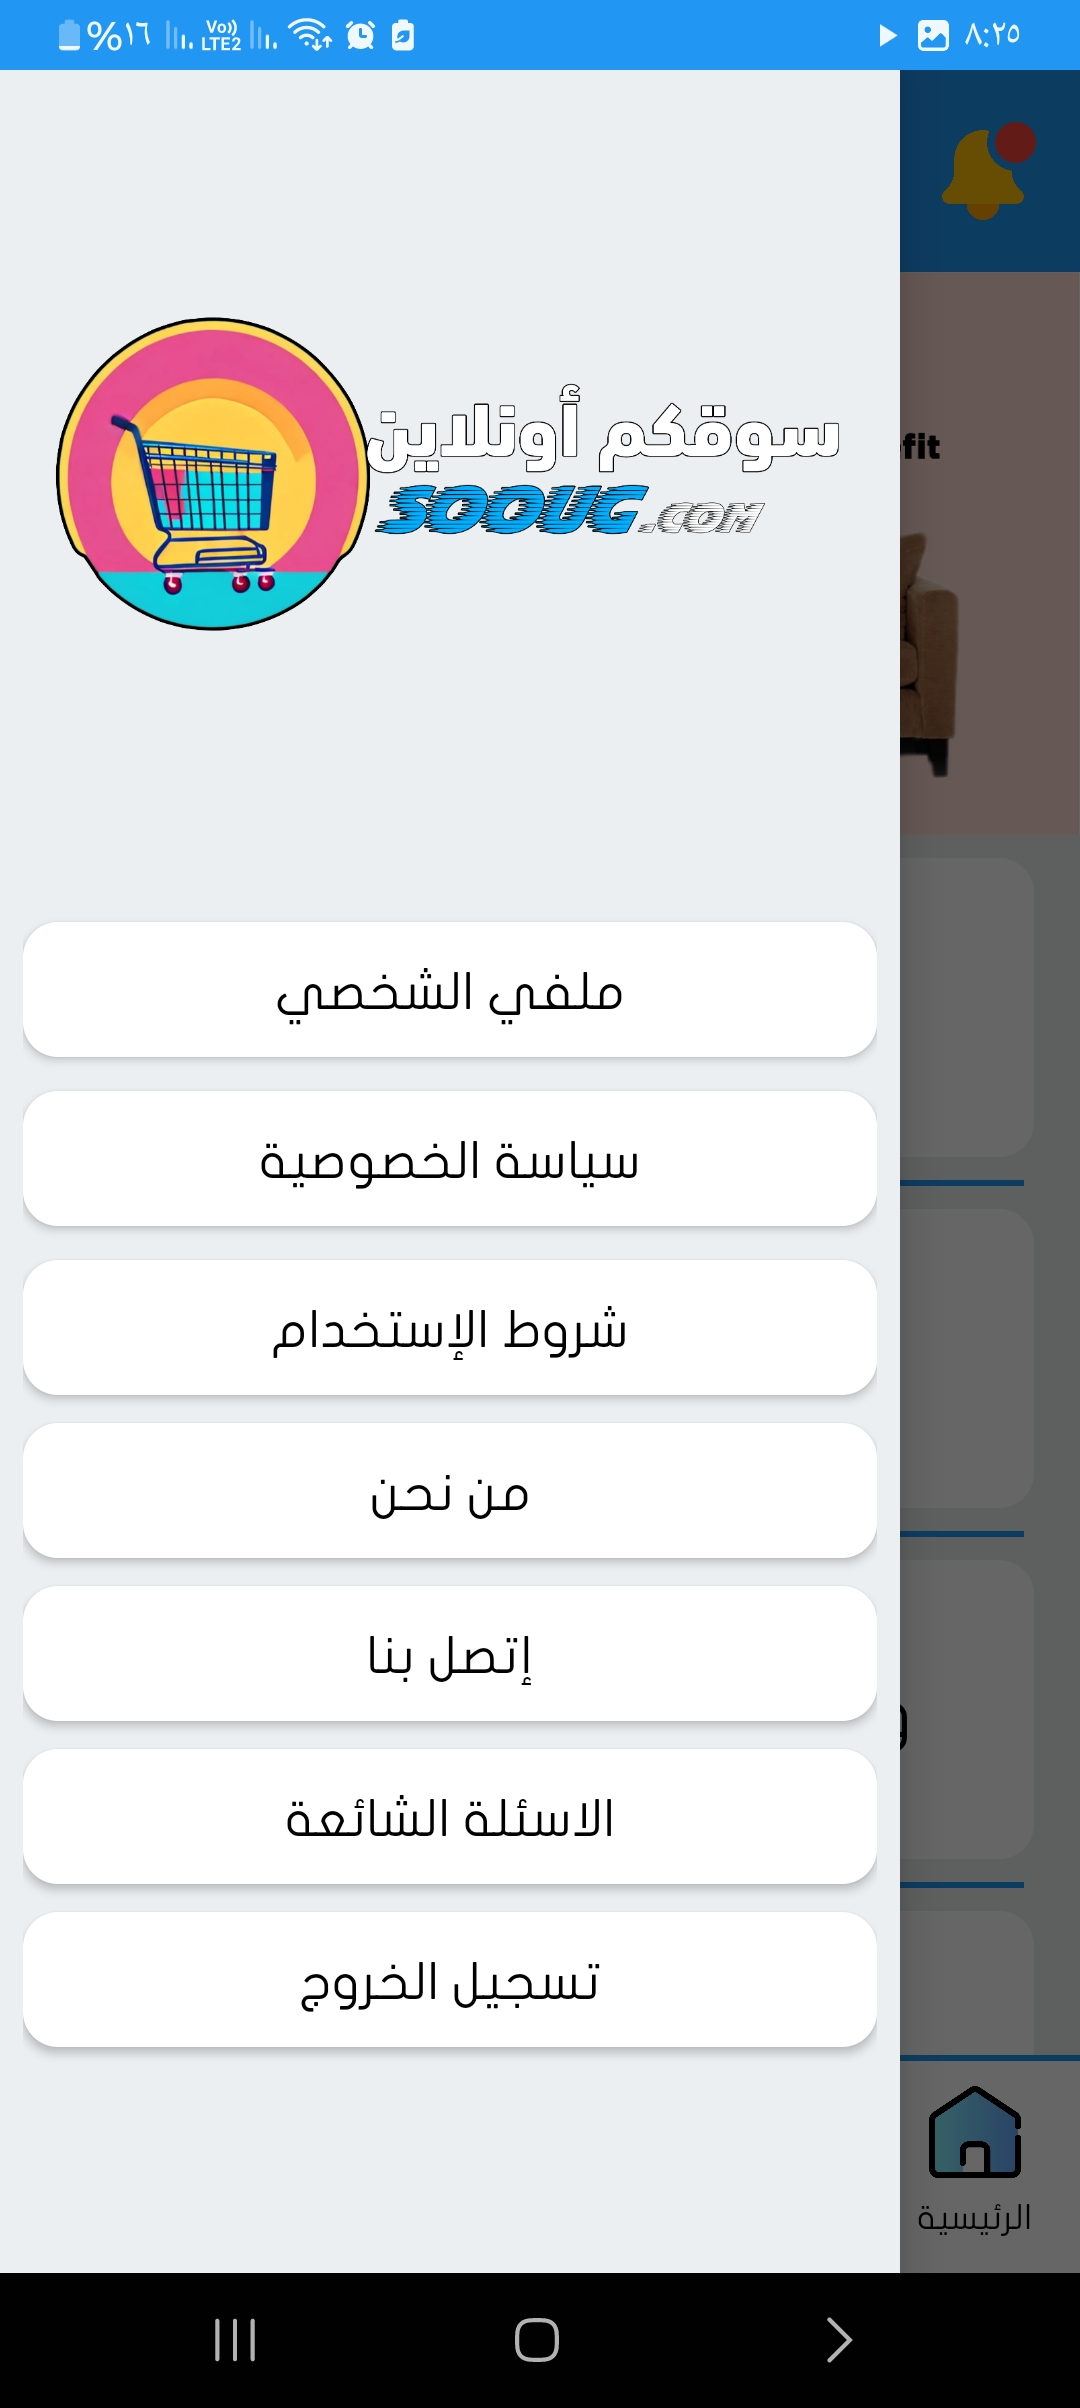 %١٦ Vo)) LTE2 ٨:٢٥
سوقكم أونلاين
SOOUG.COM
fit
ملفي الشخصي
سياسة الخصوصية
شروط الإستخدام
من نحن
إتصل بنا
الاسئلة الشائعة
تسجيل الخروج
الرئيسية